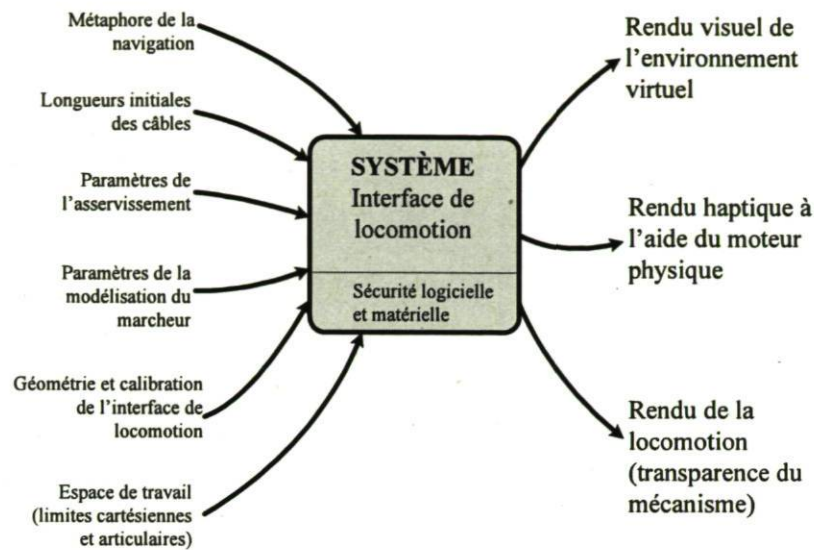 Métaphore de la
navigation
Longueurs initiales
des câbles
Paramètres de
l'asservissement
Paramètres de la
modélisation du
marcheur
Géométrie et calibration
de l'interface de
locomotion
Espace de travail
(limites cartésiennes
et articulaires)
SYSTÈME
Interface de
locomotion
Sécurité logicielle
et matérielle
Rendu visuel de
l'environnement
virtuel
Rendu haptique à
l'aide du moteur
physique
Rendu de la
locomotion
(transparence du
mécanisme)